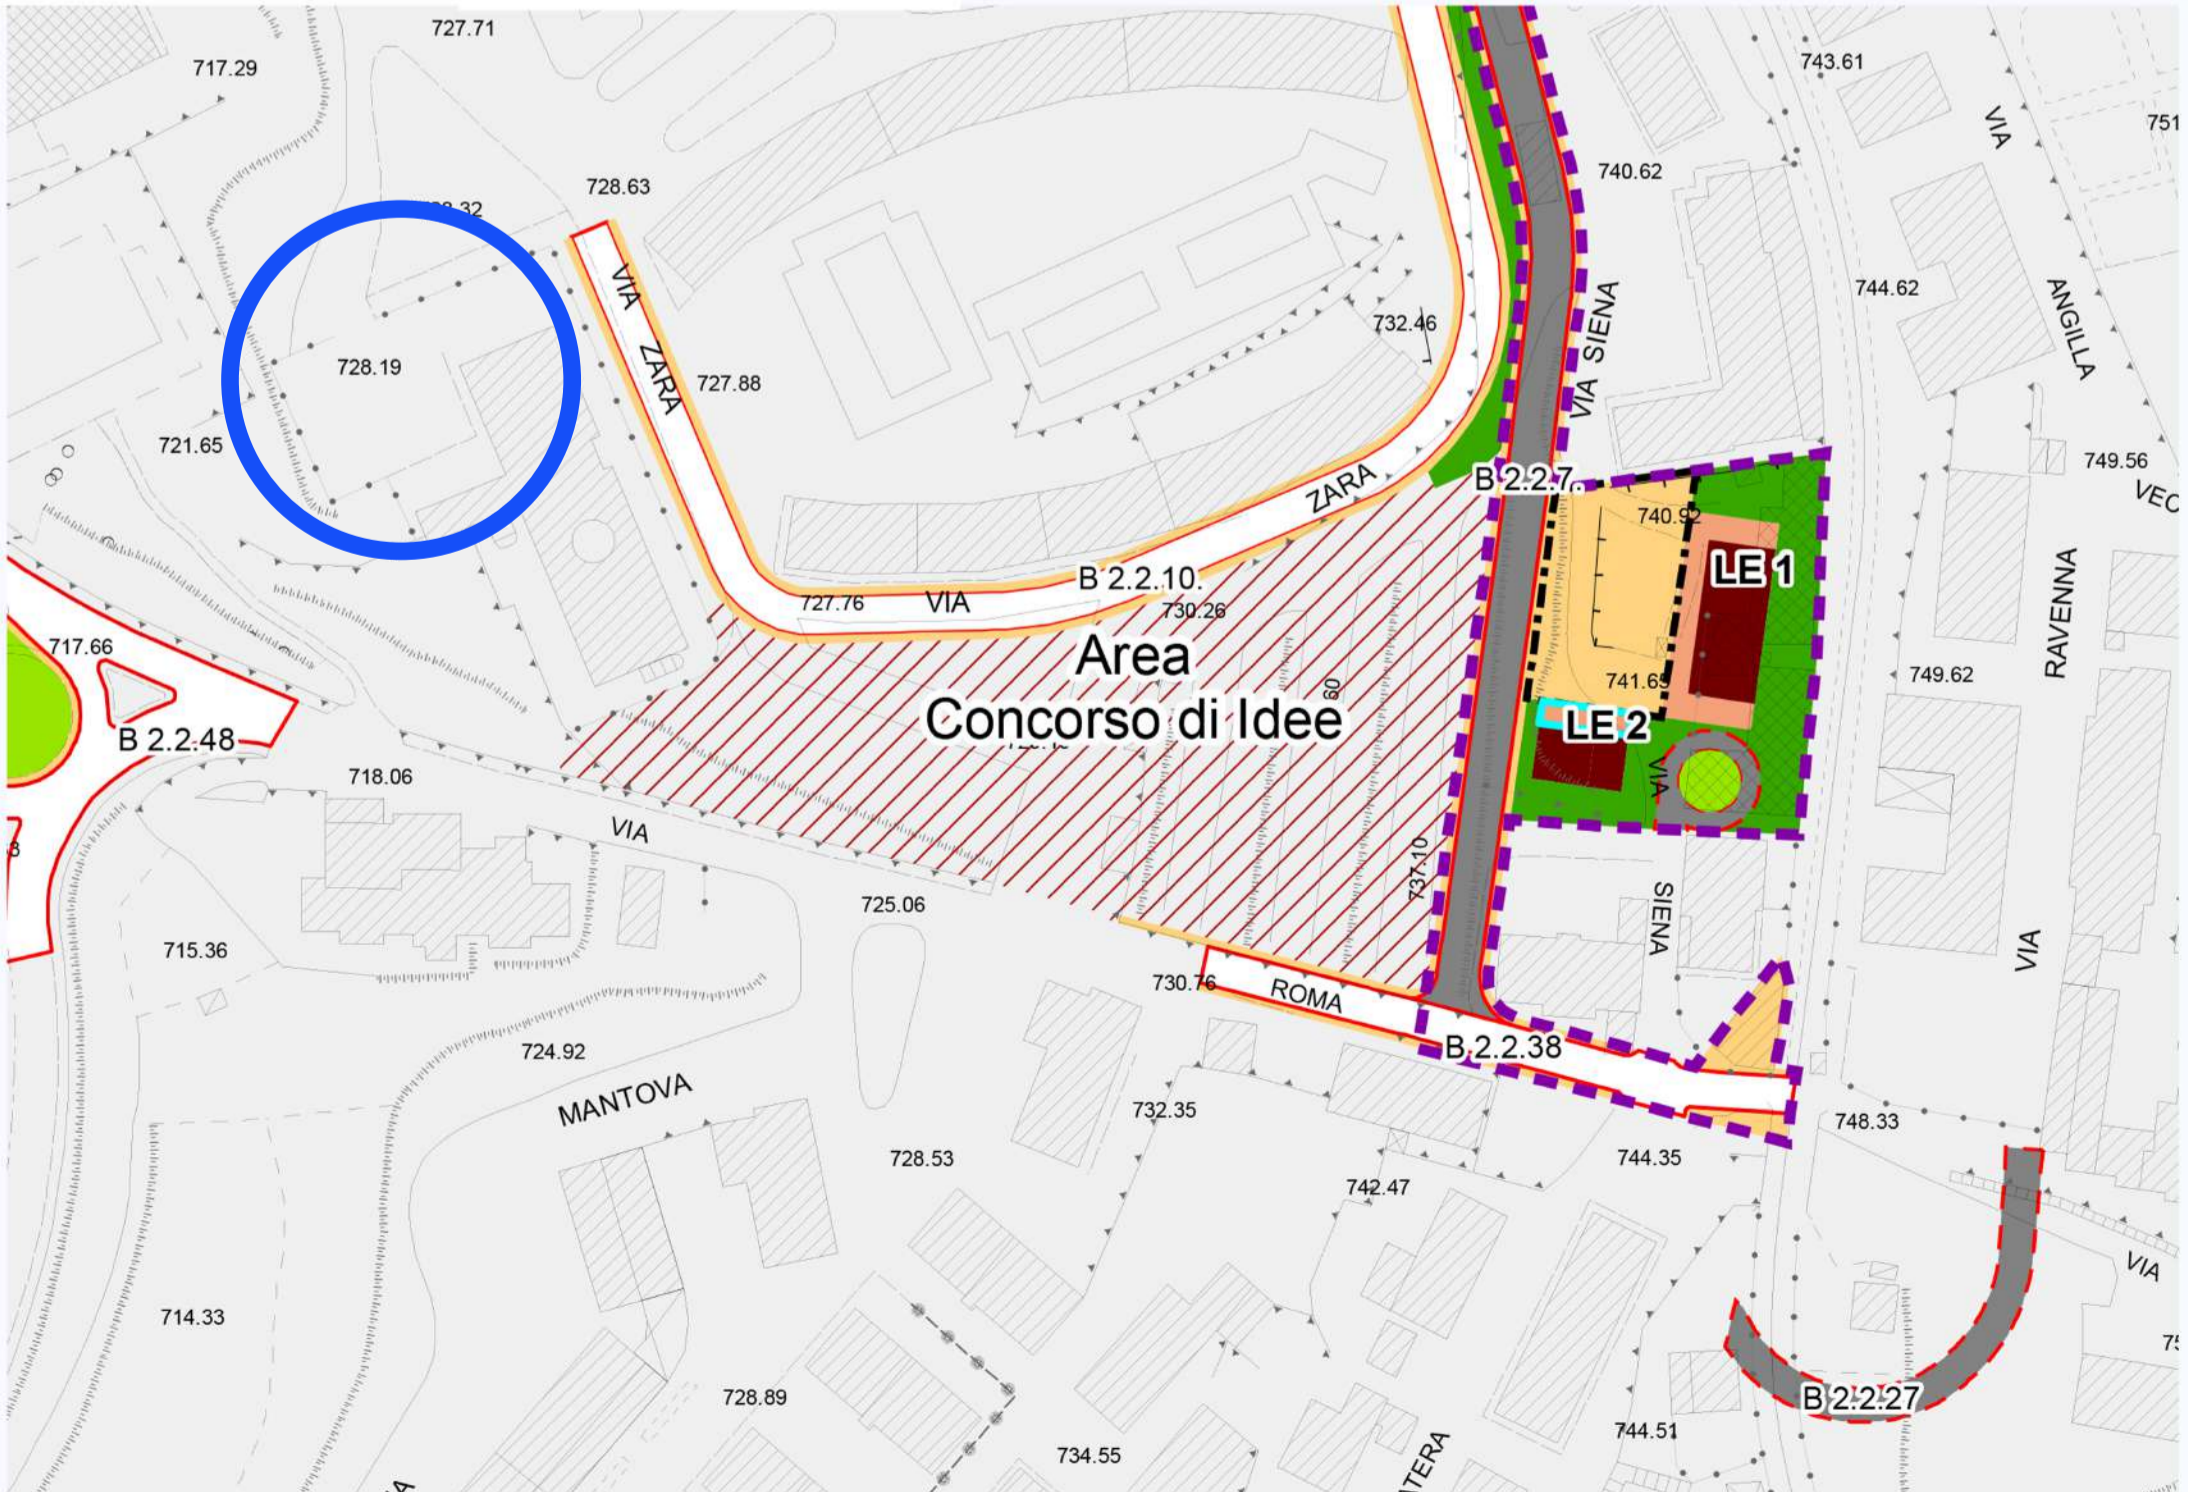 727.71
717.29
743.61
751
VIA
740.62
728.63
744.62
VIA
ANGILLA
VIA SIENA
732.46
728.19
ZARA
727.88
721.65
749.56
B 2.2.7.
ZARA
VEC
740.92
LE 1
B 2.2.10.
727.76
VIA
730.26
RAVENNA
717.66
Area
Concorso di Idee
741.65
749.62
60
LE 2
B 2.2.48
718.06
VIA
VIA
737.10
725.06
SIENA
715.36
VIA
730.76
ROMA
724.92
B 2.2.38
MANTOVA
732.35
748.33
728.53
744.35
742.47
VIA
714.33
728.89
B 2.2.27
744.51
734.55